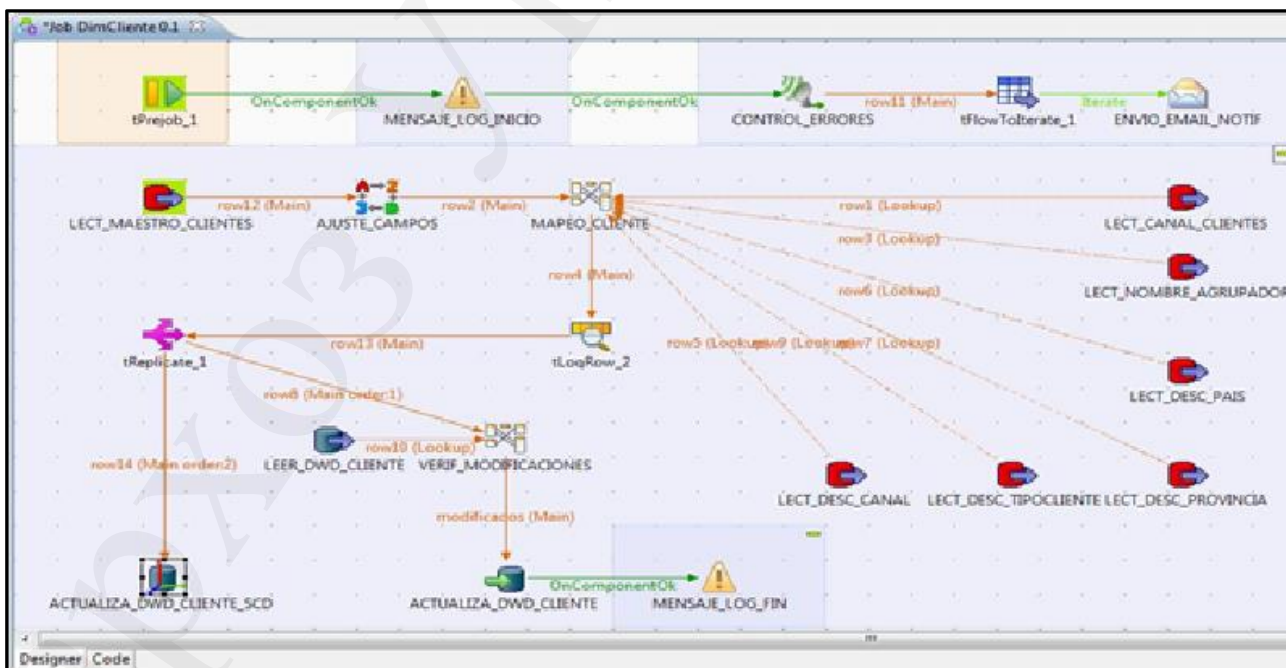 *Job DimCliente 0.1
OnComponentOk
OnComponentOk
row11 (Main)
Iterate
tPrejob_1
MENSAJE_LOG_INICIO
CONTROL_ERRORES
tFlowToIterate_1
ENVIO_EMAIL_NOTIF
row12 (Main)
row2 (Main)
row1 (Lookup)
LECT_MAESTRO_CLIENTES
AJUSTE_CAMPOS
MAPEO_CLIENTE
LECT_CANAL_CLIENTES
row3 (Lookup)
row4 (Main)
row6 (Lookup)
LECT_NOMBRE_AGRUPADOR
row13 (Main)
row5 (Lookup)
row9 (Lookup)
row7 (Lookup)
tReplicate_1
tLogRow_2
row8 (Main order:1)
LECT_DESC_PAIS
row10 (Lookup)
row14 (Main order:2)
LEER_DWD_CLIENTE
VERIF_MODIFICACIONES
LECT_DESC_CANAL
LECT_DESC_TIPOCLIENTE
LECT_DESC_PROVINCIA
modificados (Main)
OnComponentOk
ACTUALIZA_DWD_CLIENTE_SCD
ACTUALIZA_DWD_CLIENTE
MENSAJE_LOG_FIN
Designer
Code